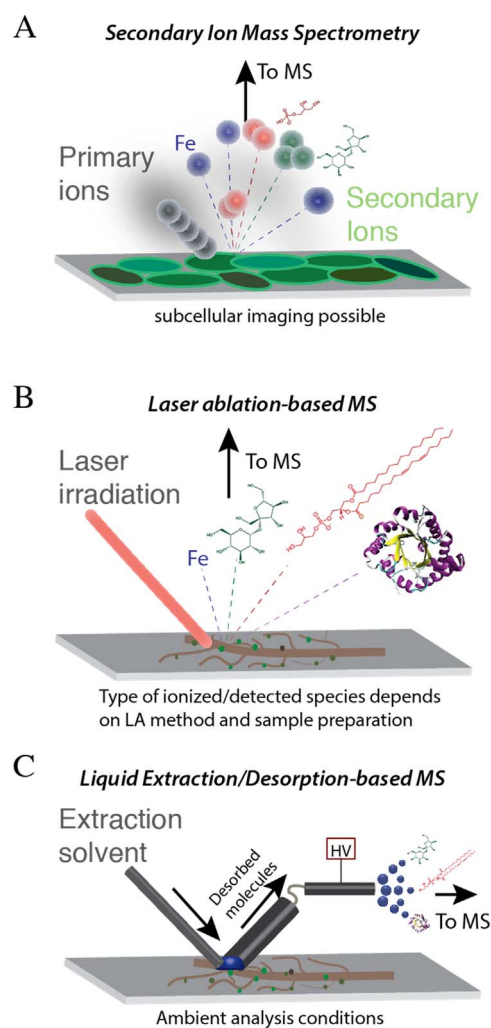 A
Secondary Ion Mass Spectrometry
To MS
Fe
Primary
ions
Secondary
Ions
subcellular imaging possible
B
Laser ablation-based MS
Laser
irradiation
To MS
Fe
Type of ionized/detected species depends
on LA method and sample preparation
C
Liquid Extraction/Desorption-based MS
Extraction
solvent
Desorbed
molecules
HV
To MS
Ambient analysis conditions